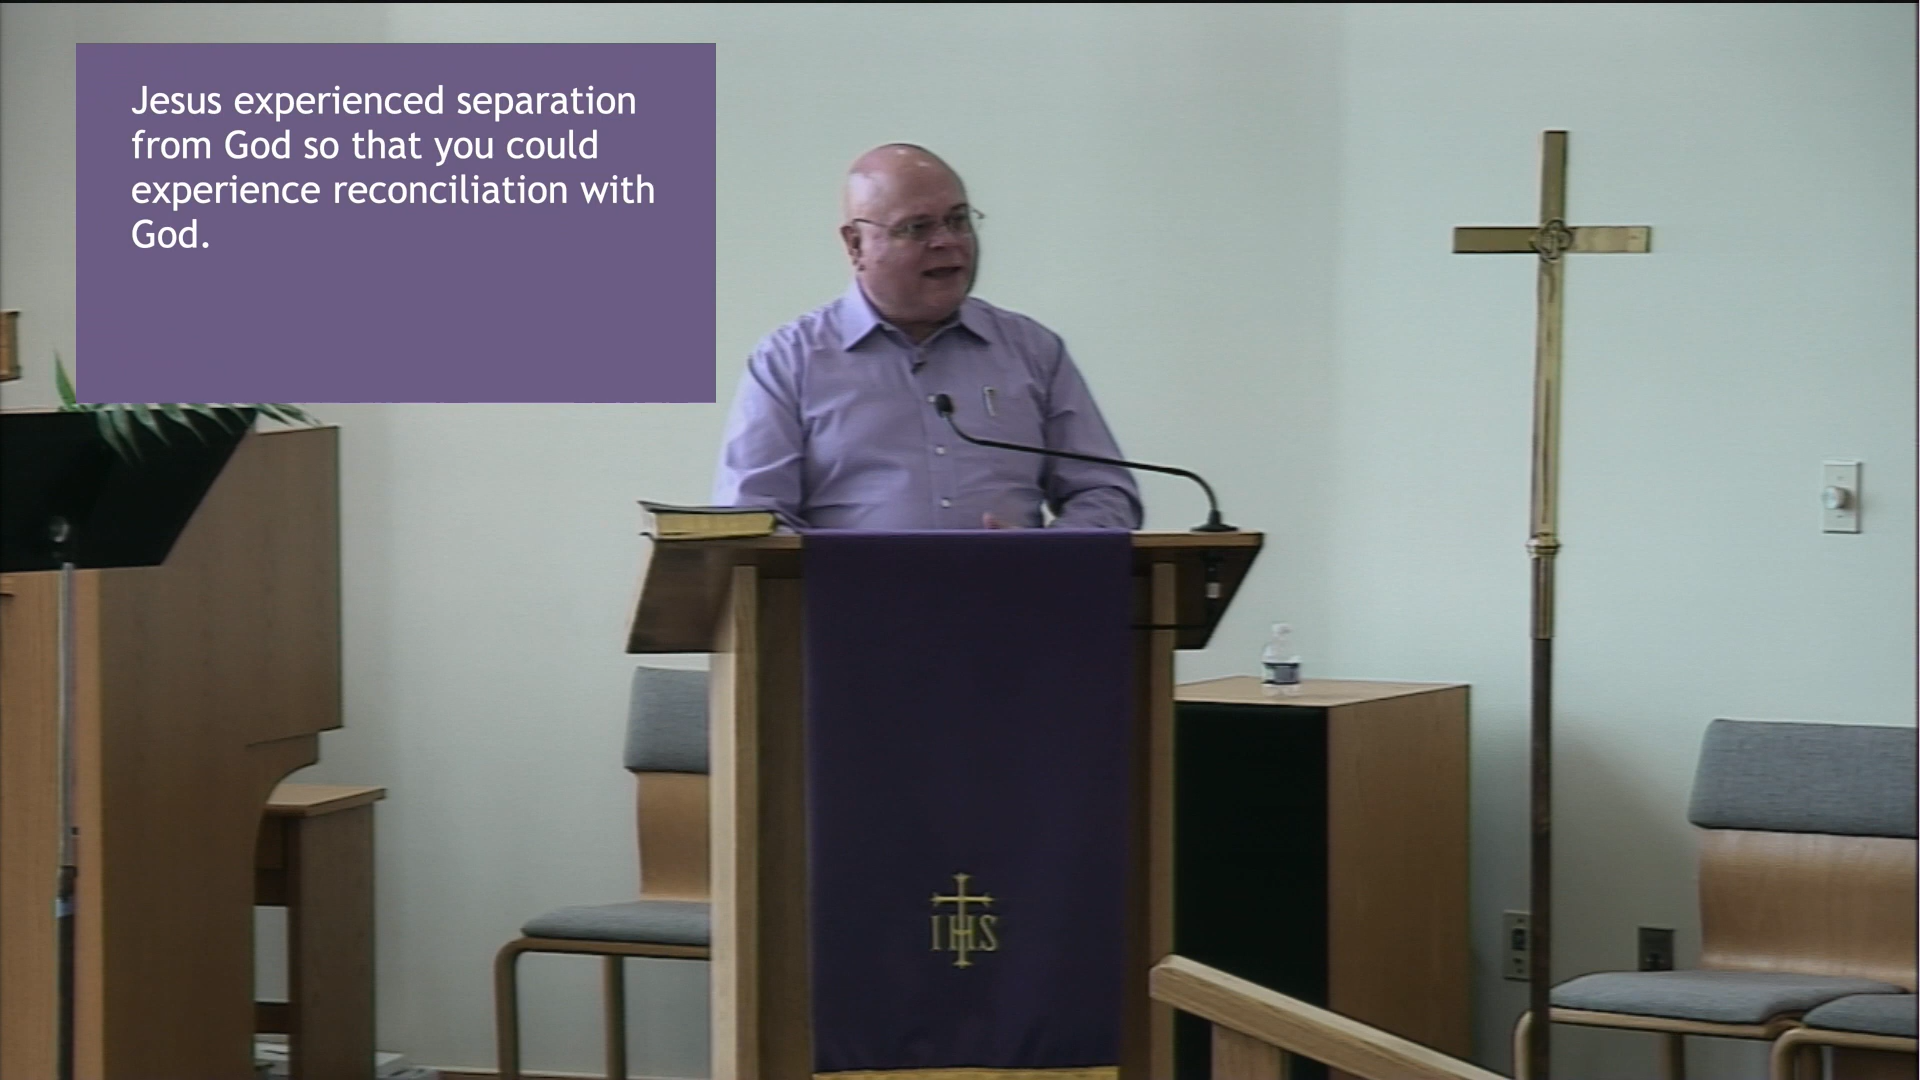 Jesus experienced separation
from God so that you could
experience reconciliation with
God.
IHS